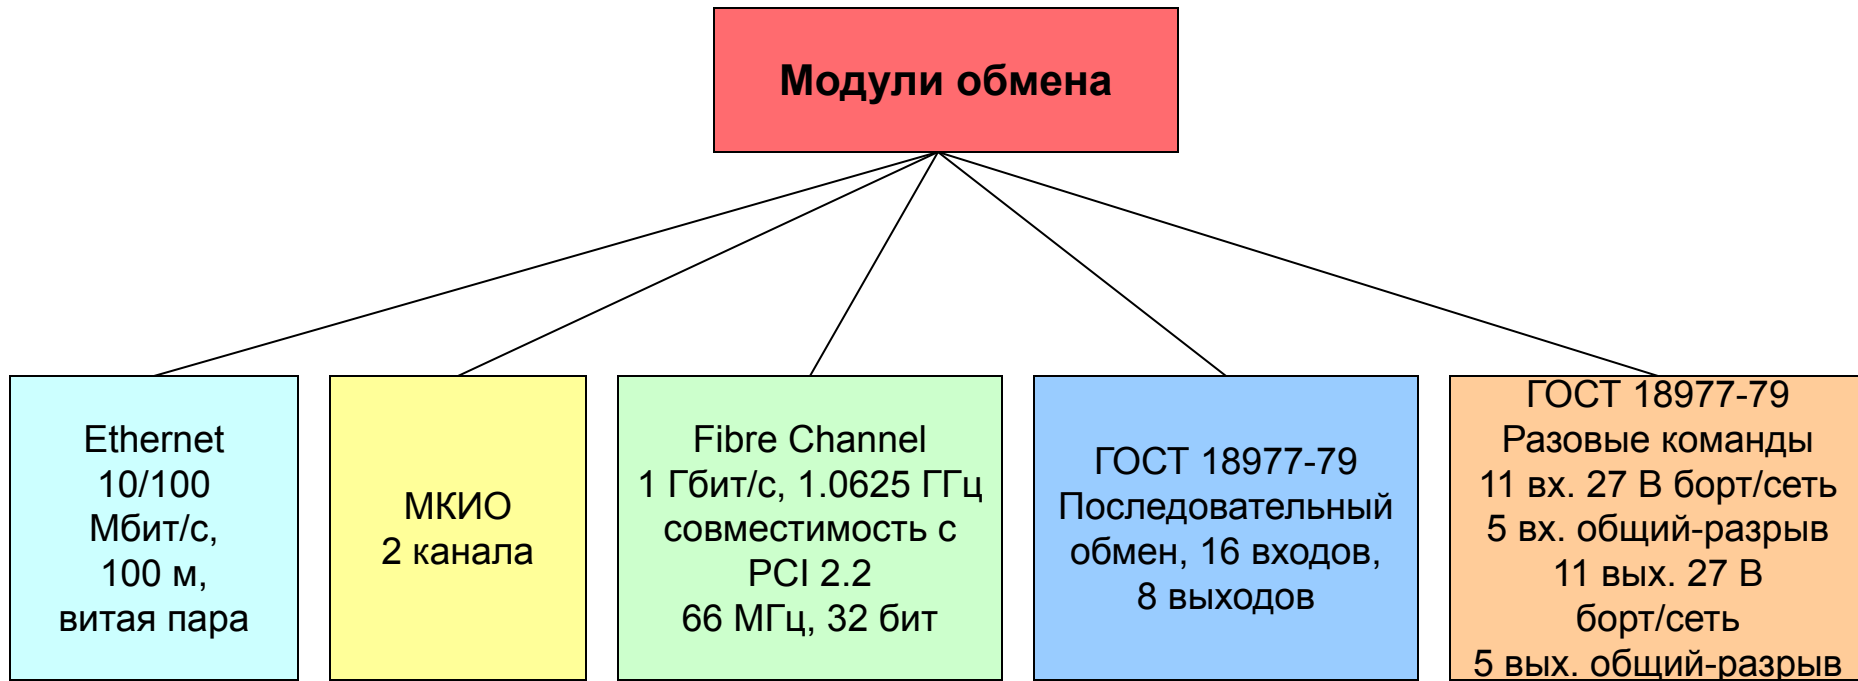 Модули обмена
Ethernet
10/100
Мбит/с,
100 м,
витая пара
МКИО
2 канала
Fibre Channel
1 Гбит/с, 1.0625 ГГц
совместимость с
PCI 2.2
66 МГц, 32 бит
ГОСТ 18977-79
Последовательный
обмен, 16 входов,
8 выходов
ГОСТ 18977-79
Разовые команды
11 вх. 27 В борт/сеть
5 вх. общий-разрыв
11 вых. 27 В
борт/сеть
5 вых. общий-разрыв